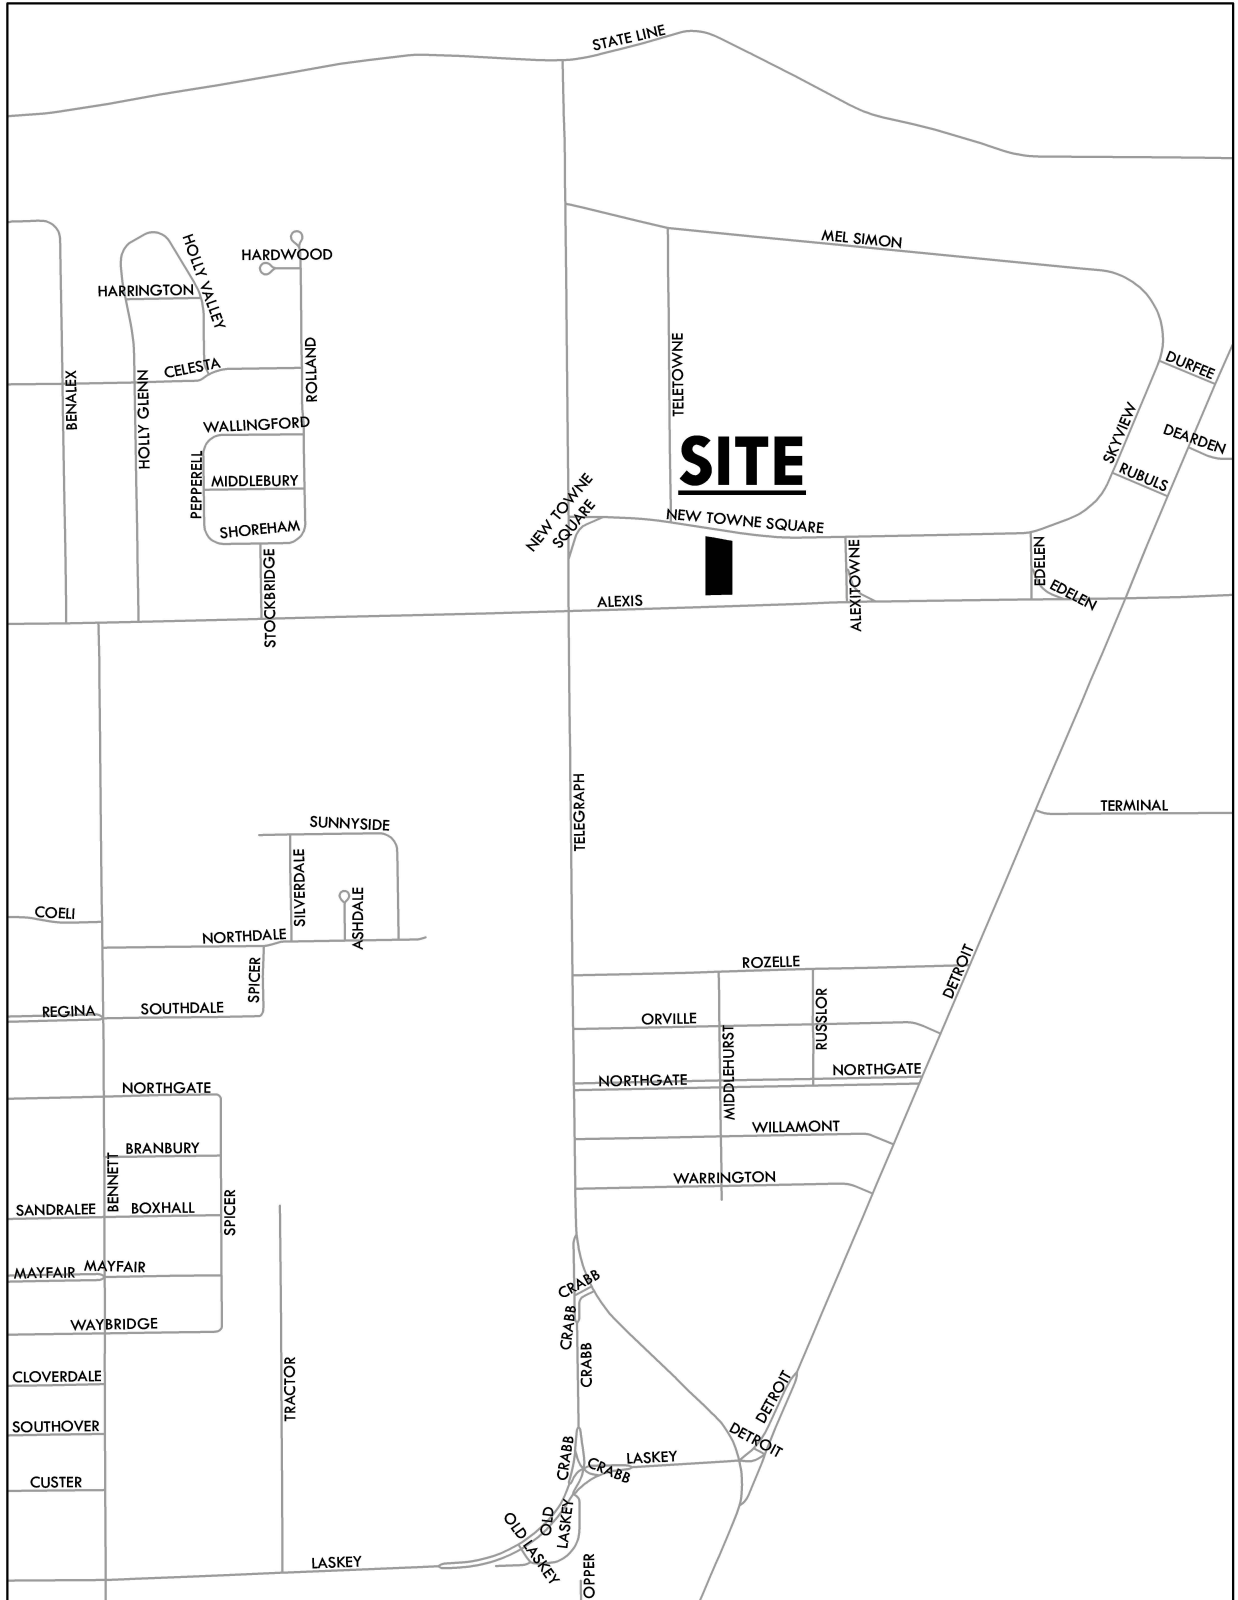 STATE LINE
MEL SIMON
HOLLY VALLEY
HARDWOOD
HARRINGTON
CELESTA
ROLLAND
BENALEX
HOLLY GLENN
TELETOWNE
DURFEE
SKYVIEW
DEARDEN
RUBULS
WALLINGFORD
PEPPERELL
MIDDLEBURY
SHOREHAM
SITE
NEW TOWNE
SQUARE
NEW TOWNE SQUARE
STOCKBRIDGE
ALEXIS
ALEXITOWNE
EDELEN
EDELEN
TELEGRAPH
TERMINAL
SUNNYSIDE
SILVERDALE
ASHDALE
COELI
NORTHDALE
SPICER
REGINA
SOUTHDALE
ROZELLE
DETROIT
ORVILLE
RUSSLOR
MIDDLEHURST
NORTHGATE
NORTHGATE
NORTHGATE
WILLAMONT
BRANBURY
BENNETT
WARRINGTON
SANDRALEE
BOXHALL
SPICER
MAYFAIR
MAYFAIR
CRABB
CRABB
CRABB
WAYBRIDGE
CLOVERDALE
TRACTOR
DETROIT
DETROIT
SOUTHOVER
CRABB
CRABB
LASKEY
CUSTER
OLD
LASKEY
OLD LASKEY
LASKEY
OPPER